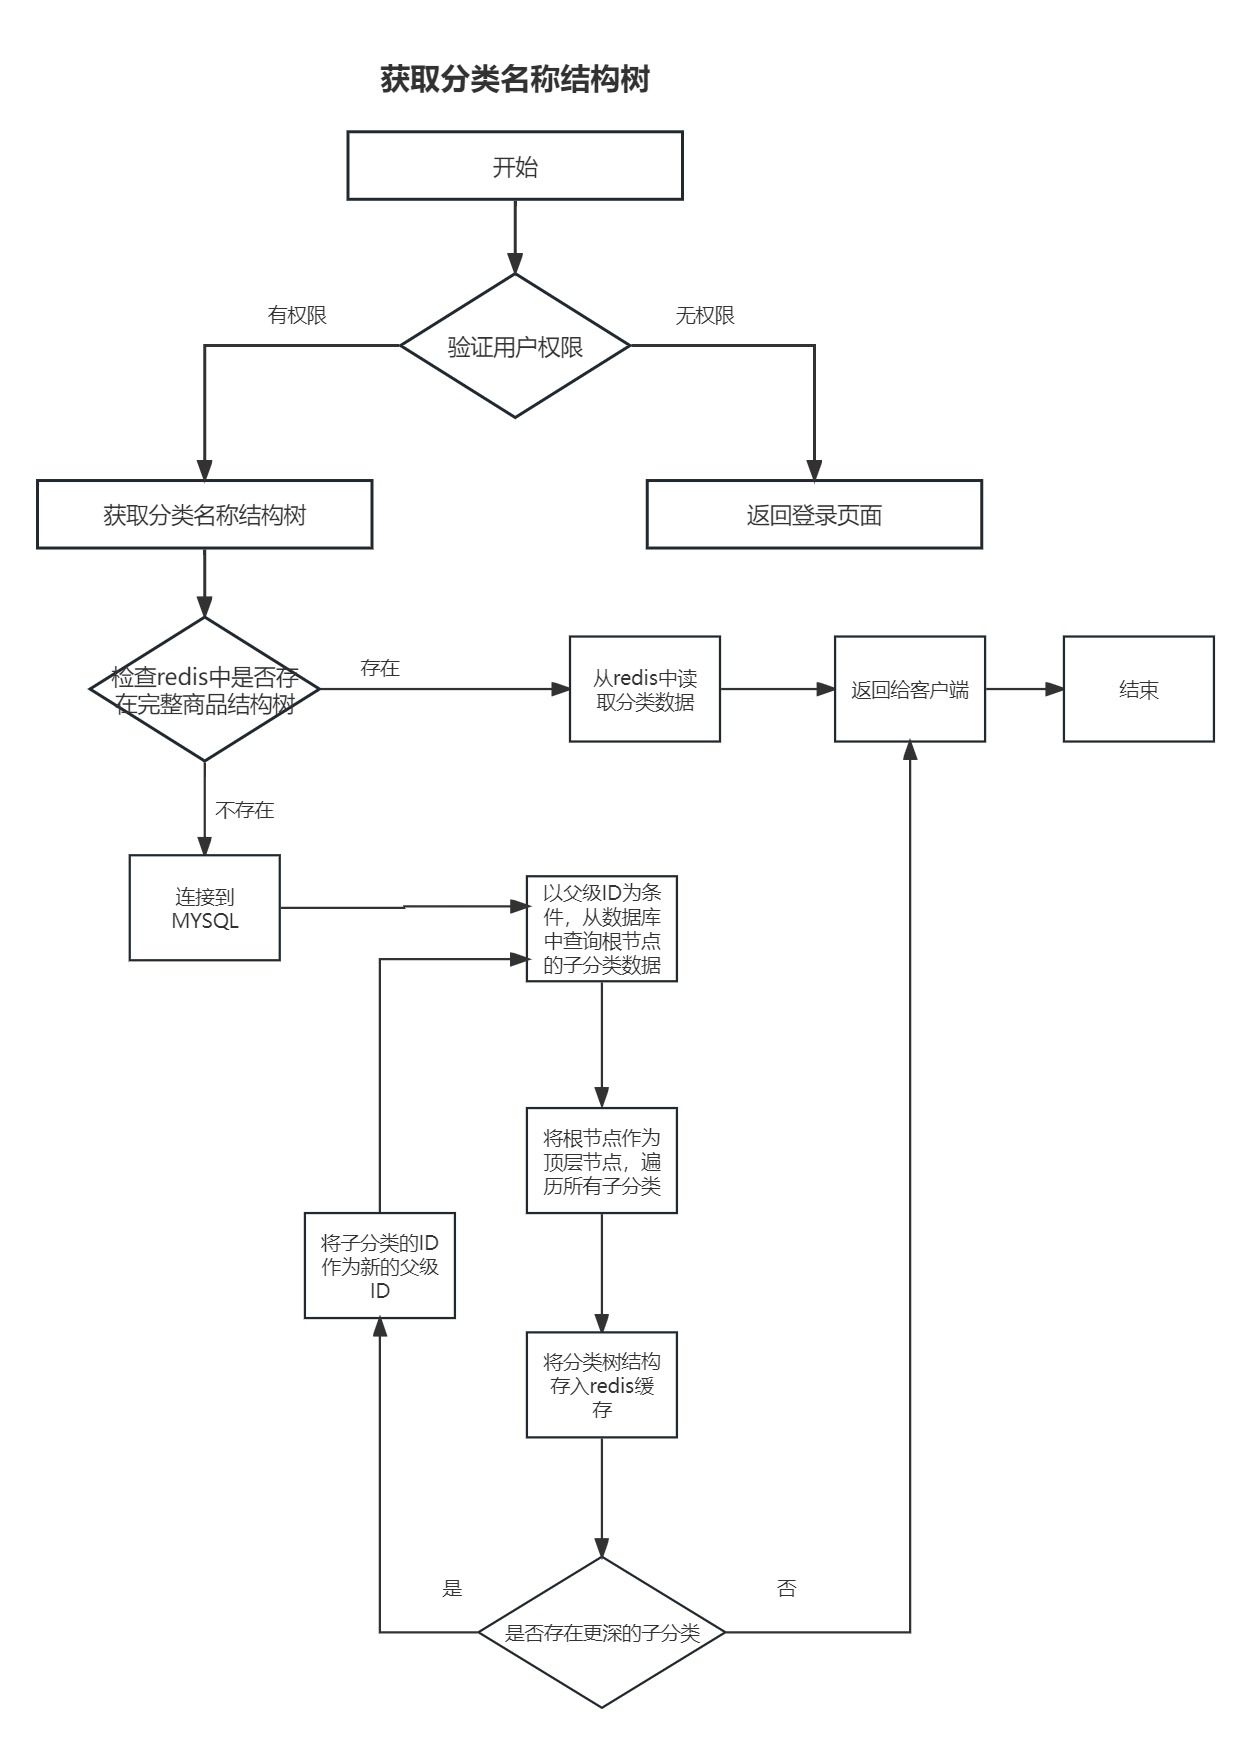 获取分类名称结构树
开始
有权限
无权限
验证用户权限
获取分类名称结构树
返回登录页面
检查redis中是否存
在完整商品结构树
存在
从redis中读
取分类数据
返回给客户端
结束
不存在
连接到
MYSQL
以父级ID为条
件，从数据库
中查询根节点
的子分类数据
将根节点作为
顶层节点，遍
历所有子分类
将子分类的ID
作为新的父级
ID
将分类树结构
存入redis缓
存
是
否
是否存在更深的子分类